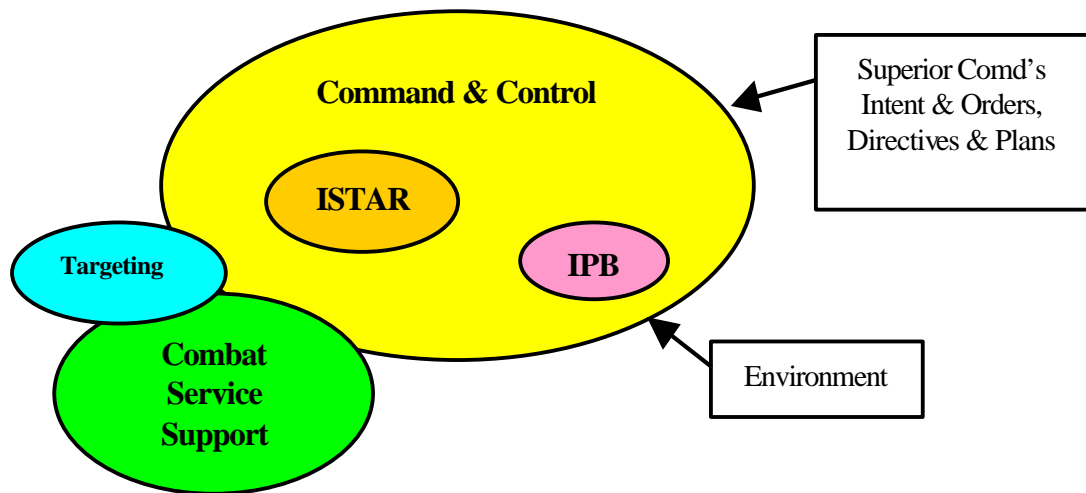 Command & Control
Superior Comd's
Intent & Orders,
Directives & Plans
ISTAR
IPB
Targeting
Combat
Service
Support
Environment